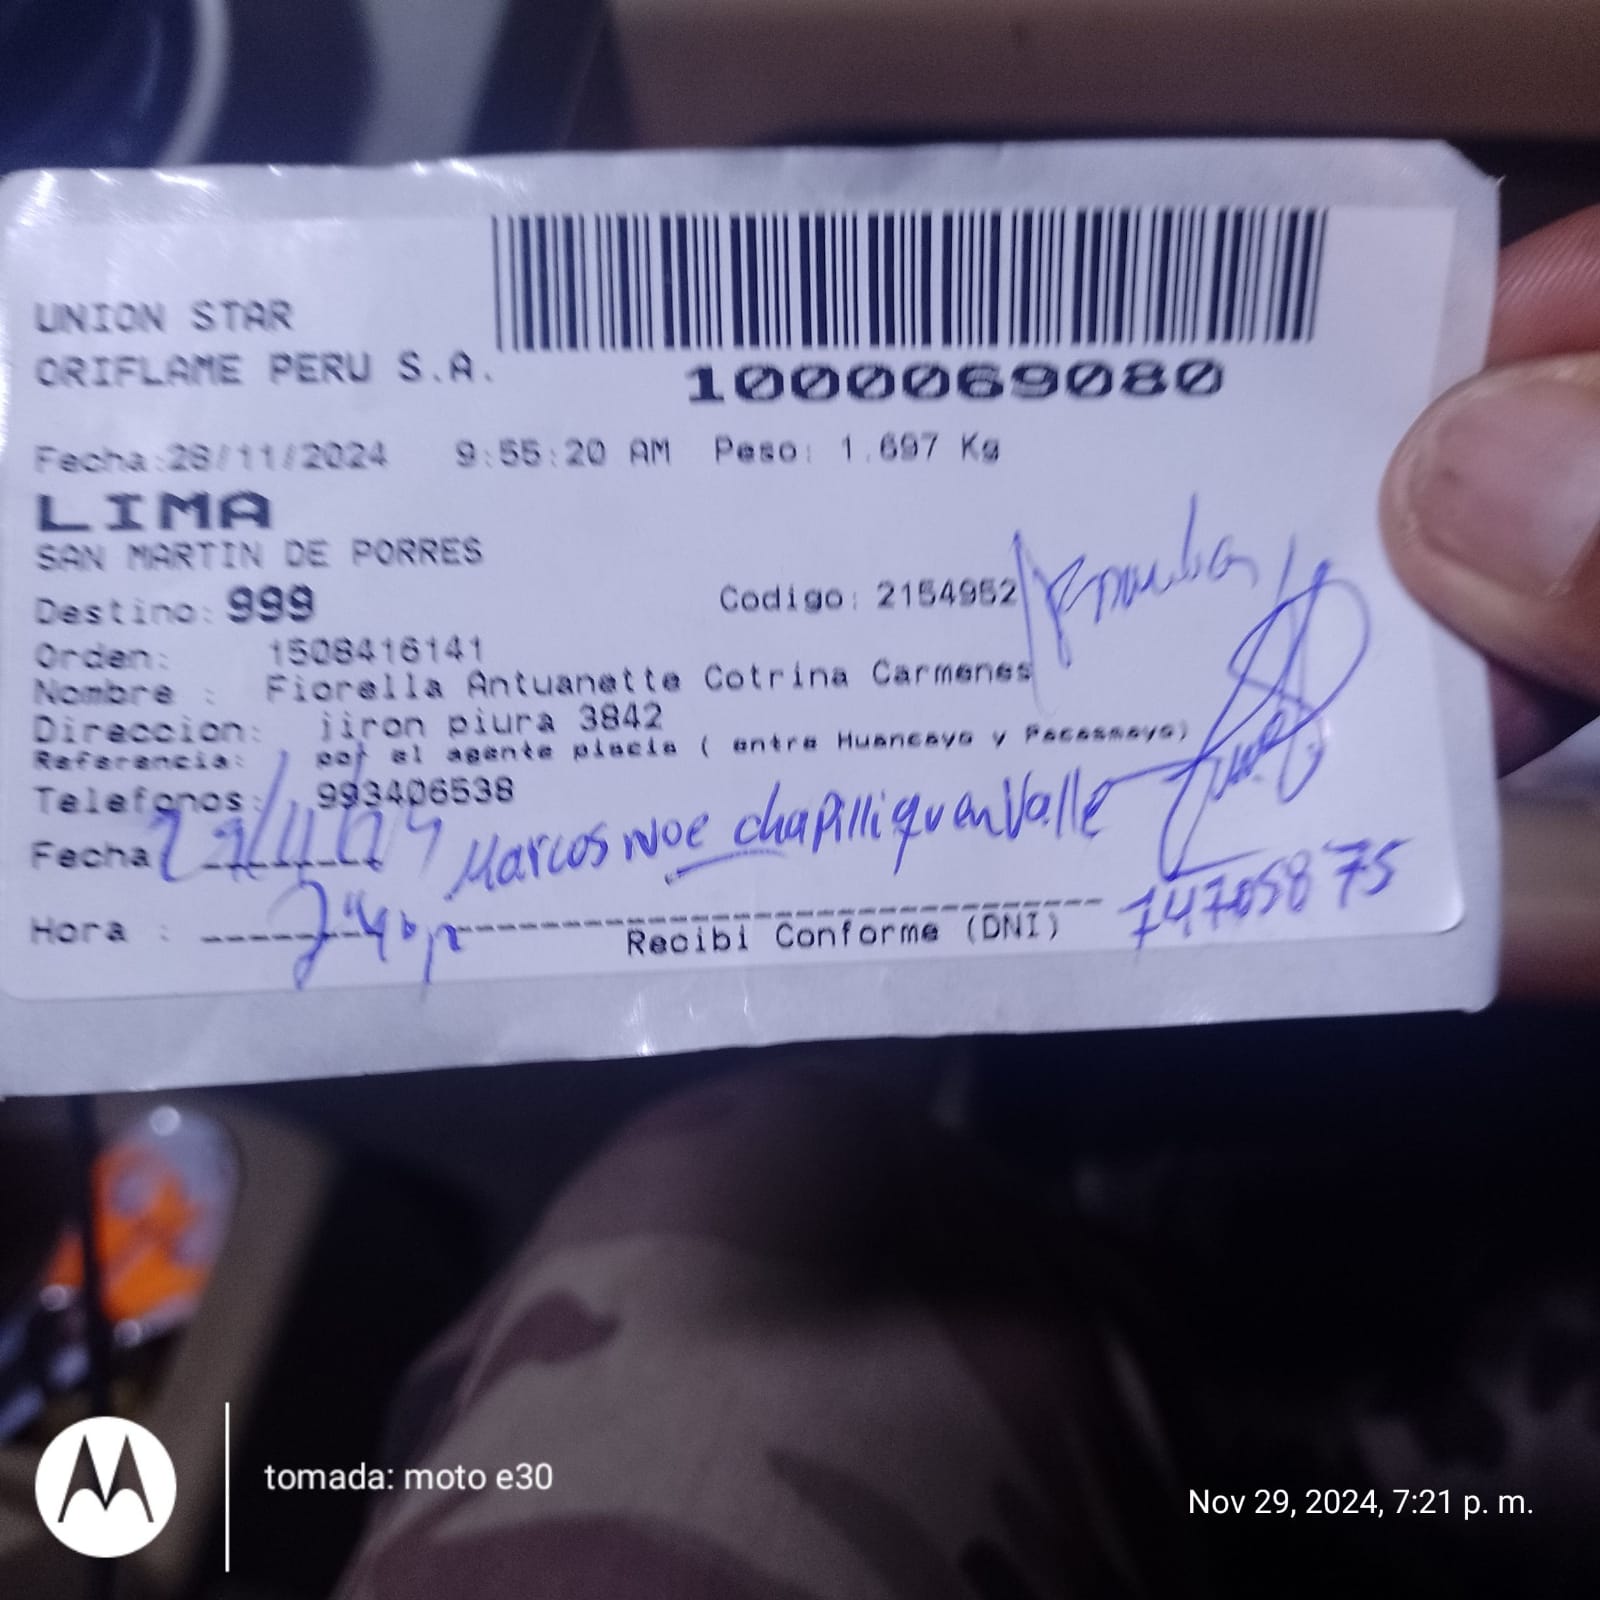 UNION STAR
ORIFLAME PERU S.A.
1000069080
Fecha:28/11/2024 9:55:20 AM Peso: 1.697 Kg
LIMA
SAN MARTIN DE PORRES
Destino: 999
Codigo: 2154952
Orden: 1508416141
Nombre : Fiorella Antuanette Cotrina Carmenes
Direccion: jiron piura 3842
Referencia: por el agente piscis ( entre Huancayo y Pacasmayo)
Telefonos: 993406538
Fecha
Marcos Noe chapilliquen Valle
Hora :
Recibi Conforme (DNI)
74705875
tomada: moto e30
Nov 29, 2024, 7:21 p. m.